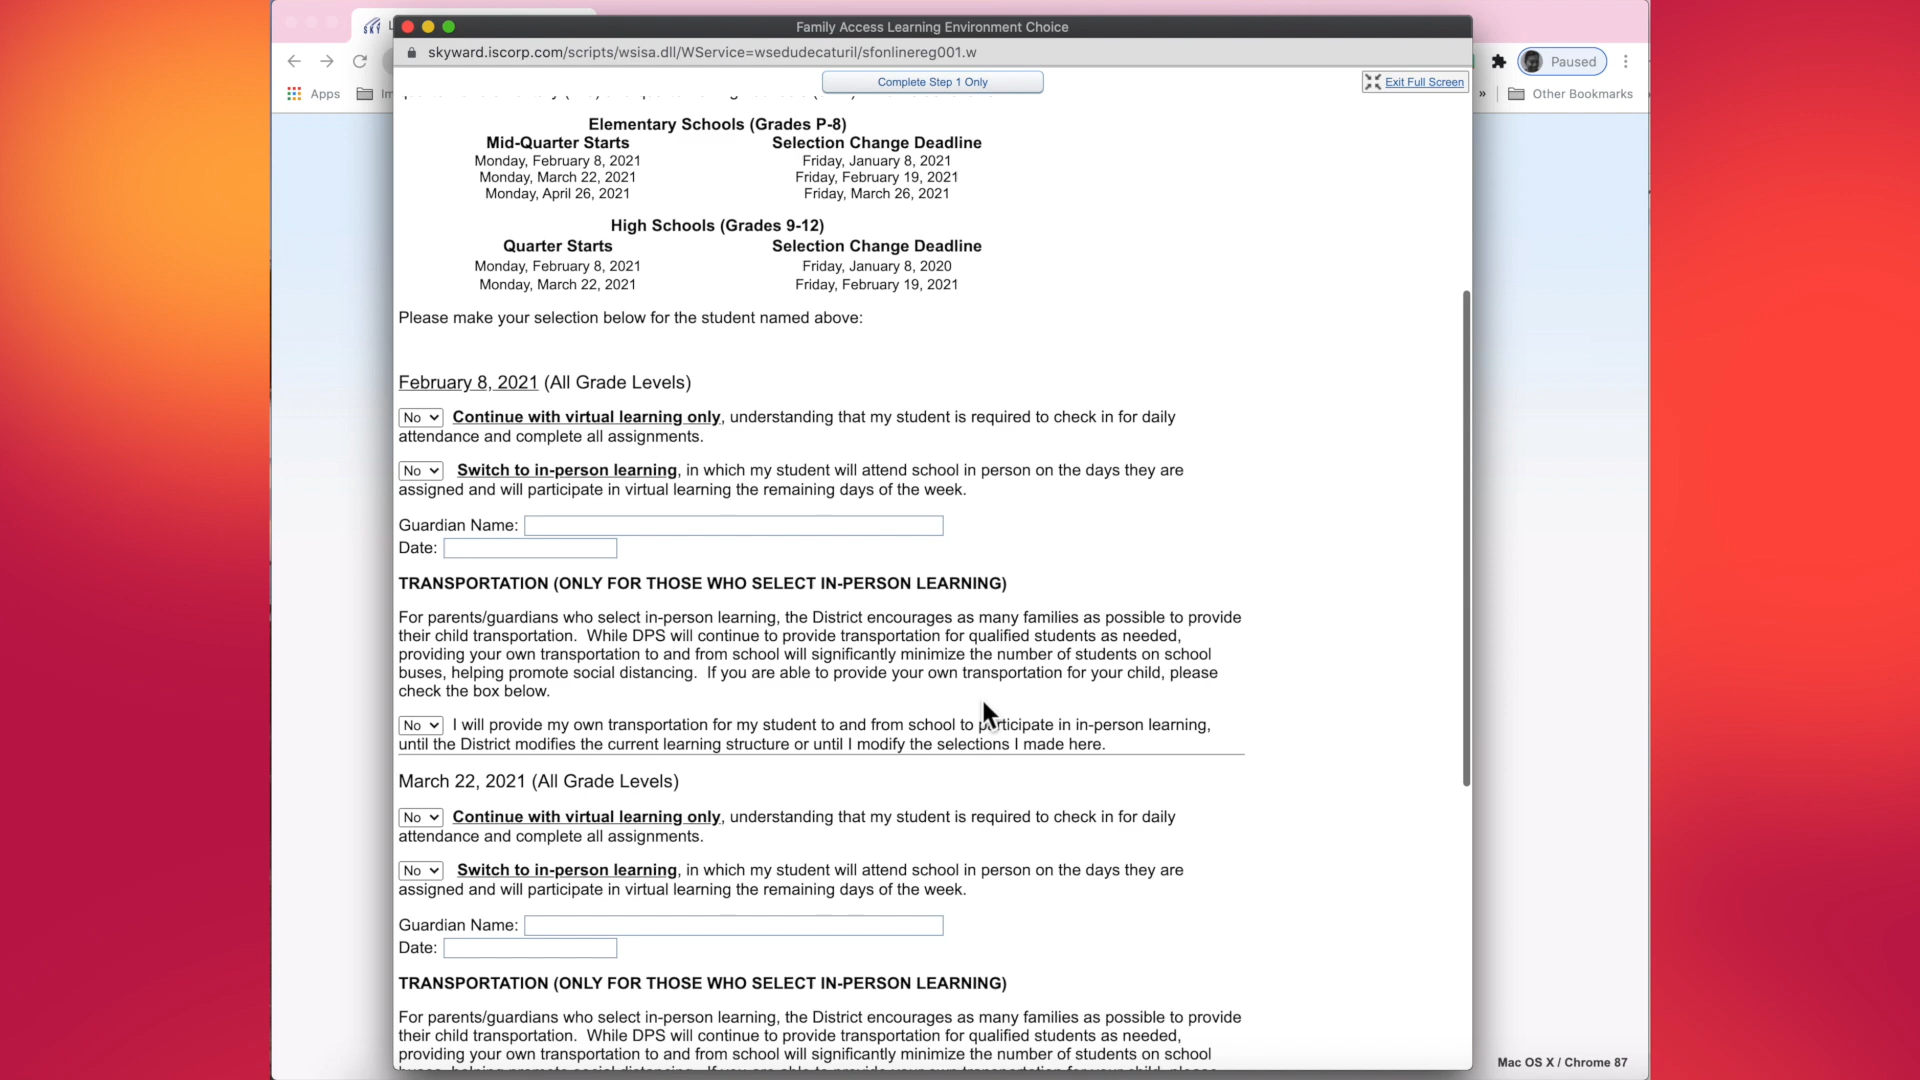 Family Access Learning Environment Choice
skyward.iscorp.com/scripts/wsisa.dll/WService=wsedudecaturil/sfonlinereg001.w
Paused
Complete Step 1 Only
Exit Full Screen
Apps
Other Bookmarks
Elementary Schools (Grades P-8)
Mid-Quarter Starts Selection Change Deadline
Monday, February 8, 2021 Friday, January 8, 2021
Monday, March 22, 2021 Friday, February 19, 2021
Monday, April 26, 2021 Friday, March 26, 2021
High Schools (Grades 9-12)
Quarter Starts Selection Change Deadline
Monday, February 8, 2021 Friday, January 8, 2020
Monday, March 22, 2021 Friday, February 19, 2021
Please make your selection below for the student named above:
February 8, 2021 (All Grade Levels)
No Continue with virtual learning only, understanding that my student is required to check in for daily
attendance and complete all assignments.
No Switch to in-person learning, in which my student will attend school in person on the days they are
assigned and will participate in virtual learning the remaining days of the week.
Guardian Name:
Date:
TRANSPORTATION (ONLY FOR THOSE WHO SELECT IN-PERSON LEARNING)
For parents/guardians who select in-person learning, the District encourages as many families as possible to provide
their child transportation. While DPS will continue to provide transportation for qualified students as needed,
providing your own transportation to and from school will significantly minimize the number of students on school
buses, helping promote social distancing. If you are able to provide your own transportation for your child, please
check the box below.
No I will provide my own transportation for my student to and from school to participate in in-person learning,
until the District modifies the current learning structure or until I modify the selections I made here.
March 22, 2021 (All Grade Levels)
No Continue with virtual learning only, understanding that my student is required to check in for daily
attendance and complete all assignments.
No Switch to in-person learning, in which my student will attend school in person on the days they are
assigned and will participate in virtual learning the remaining days of the week.
Guardian Name:
Date:
TRANSPORTATION (ONLY FOR THOSE WHO SELECT IN-PERSON LEARNING)
For parents/guardians who select in-person learning, the District encourages as many families as possible to provide
their child transportation. While DPS will continue to provide transportation for qualified students as needed,
providing your own transportation to and from school will significantly minimize the number of students on school
Mac OS X / Chrome 87